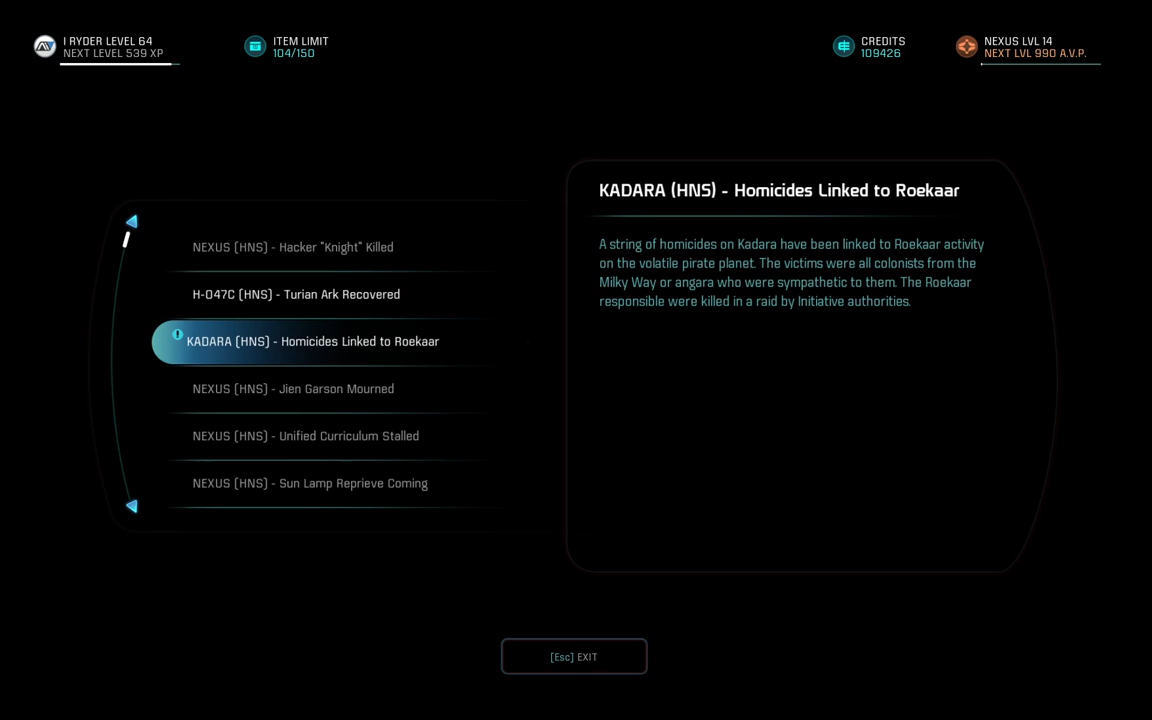 I RYDER LEVEL 64
NEXT LEVEL 539 XP
ITEM LIMIT
104/150
CREDITS
109426
NEXUS LVL 14
NEXT LVL 990 A.V.P.
NEXUS (HNS) - Hacker "Knight" Killed
H-047C (HNS) - Turian Ark Recovered
KADARA (HNS) - Homicides Linked to Roekaar
NEXUS (HNS) - Jien Garson Mourned
NEXUS (HNS) - Unified Curriculum Stalled
NEXUS (HNS) - Sun Lamp Reprieve Coming
KADARA (HNS) - Homicides Linked to Roekaar
A string of homicides on Kadara have been linked to Roekaar activity
on the volatile pirate planet. The victims were all colonists from the
Milky Way or angara who were sympathetic to them. The Roekaar
responsible were killed in a raid by Initiative authorities.
[Esc] EXIT